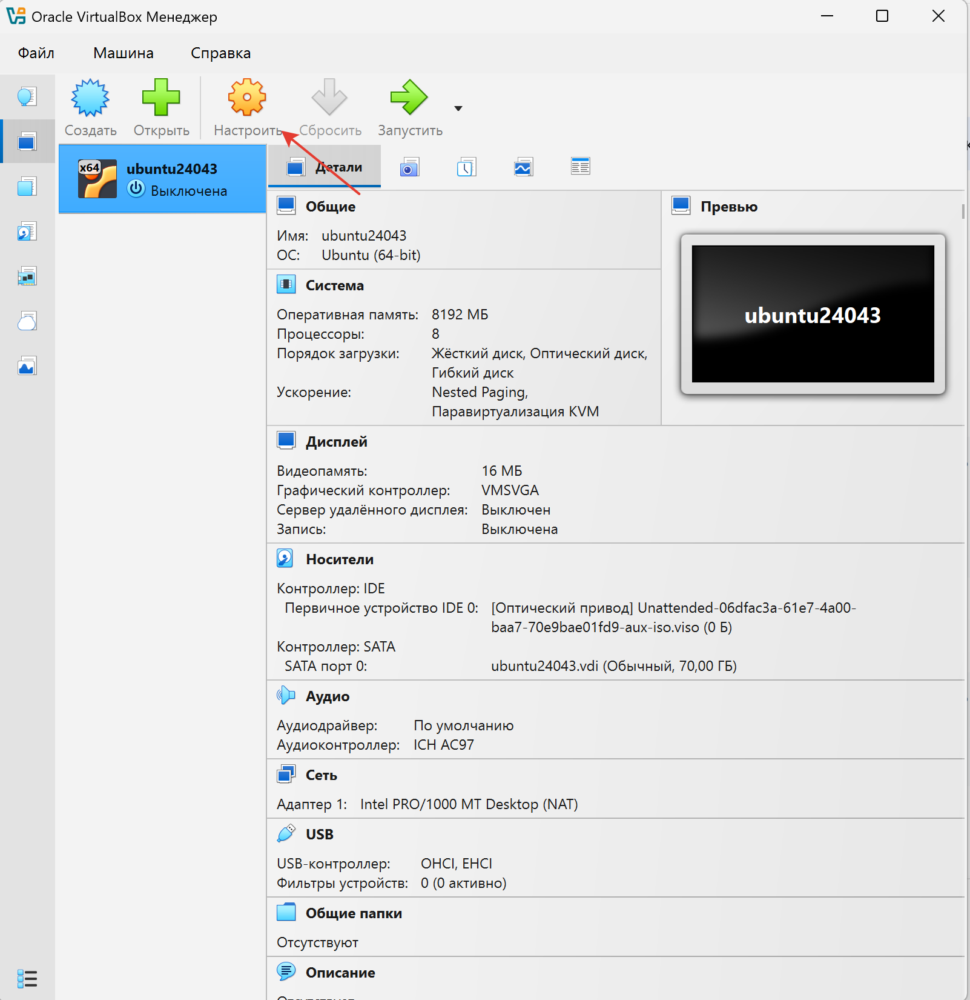 Oracle VirtualBox Менеджер
Файл Машина Справка
Создать Открыть Настроить Сбросить Запустить
x64 ubuntu24043
Выключена
Детали
Общие
Имя: ubuntu24043
ОС: Ubuntu (64-bit)
Превью
ubuntu24043
Система
Оперативная память: 8192 МБ
Процессоры: 8
Порядок загрузки: Жёсткий диск, Оптический диск,
Гибкий диск
Ускорение: Nested Paging,
Паравиртуализация KVM
Дисплей
Видеопамять: 16 МБ
Графический контроллер: VMSVGA
Сервер удалённого дисплея: Выключен
Запись: Выключена
Носители
Контроллер: IDE
Первичное устройство IDE 0: [Оптический привод] Unattended-06dfac3a-61e7-4a00-
baa7-70e9bae01fd9-aux-iso.viso (0 Б)
Контроллер: SATA
SATA порт 0: ubuntu24043.vdi (Обычный, 70,00 ГБ)
Аудио
Аудиодрайвер: По умолчанию
Аудиоконтроллер: ICH AC97
Сеть
Адаптер 1: Intel PRO/1000 MT Desktop (NAT)
USB
USB-контроллер: OHCI, EHCI
Фильтры устройств: 0 (0 активно)
Общие папки
Отсутствуют
Описание